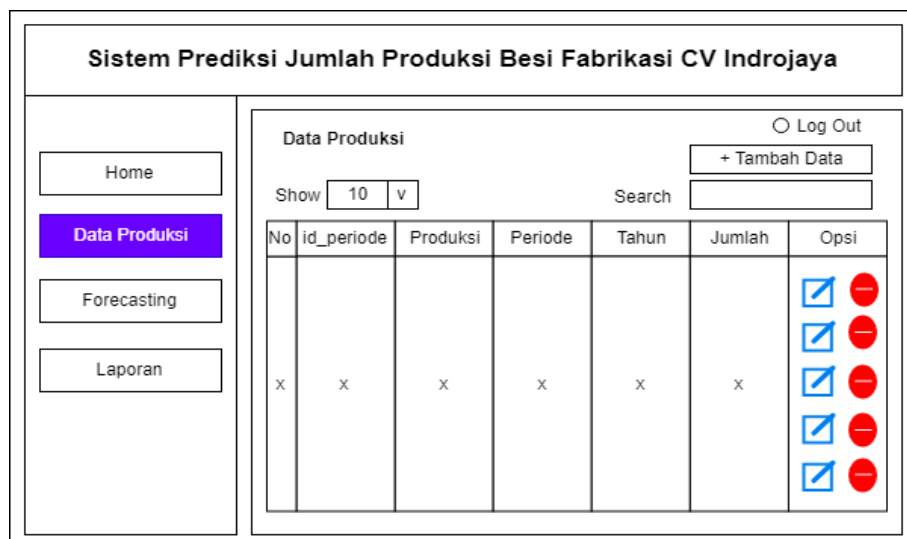 Sistem Prediksi Jumlah Produksi Besi Fabrikasi CV Indrojaya
Home
Data Produksi
Forecasting
Laporan
Data Produksi
Log Out
+ Tambah Data
Show 10 v
Search
No id_periode Produksi Periode Tahun Jumlah Opsi
x x x x x x